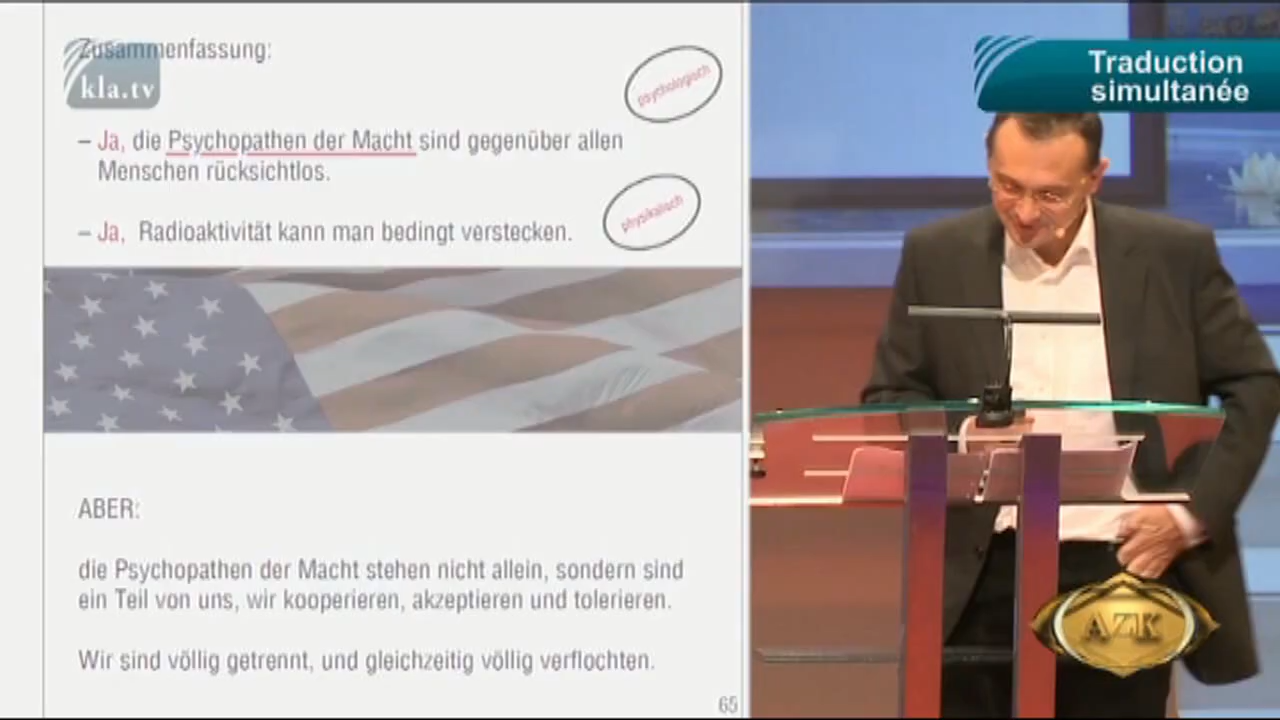 Zusammenfassung:
kla.tv
psychologisch
– Ja, die Psychopathen der Macht sind gegenüber allen
Menschen rücksichtlos.
physikalisch
– Ja, Radioaktivität kann man bedingt verstecken.
ABER:
die Psychopathen der Macht stehen nicht allein, sondern sind
ein Teil von uns, wir kooperieren, akzeptieren und tolerieren.
Wir sind völlig getrennt, und gleichzeitig völlig verflochten.
65
Traduction
simultanée
AZK